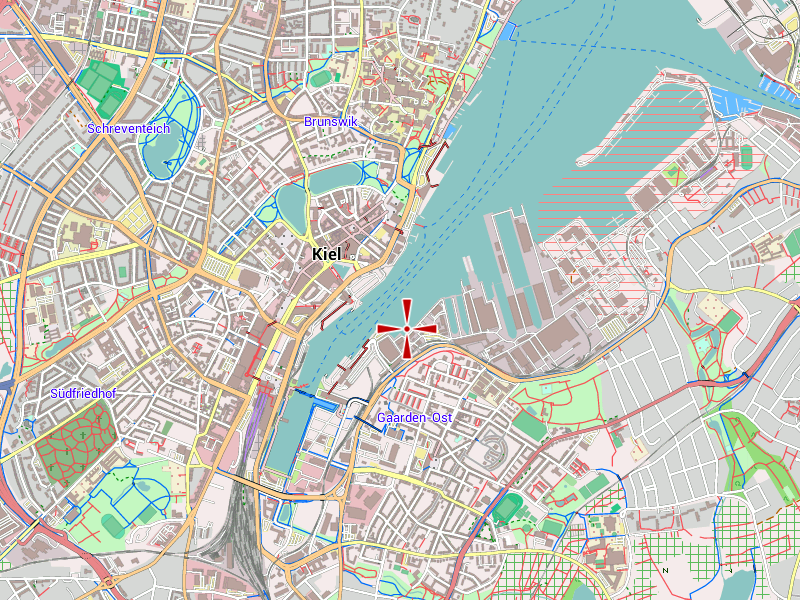 Brunswik
Schreventeich
Kiel
Südfriedhof
Gaarden-Ost